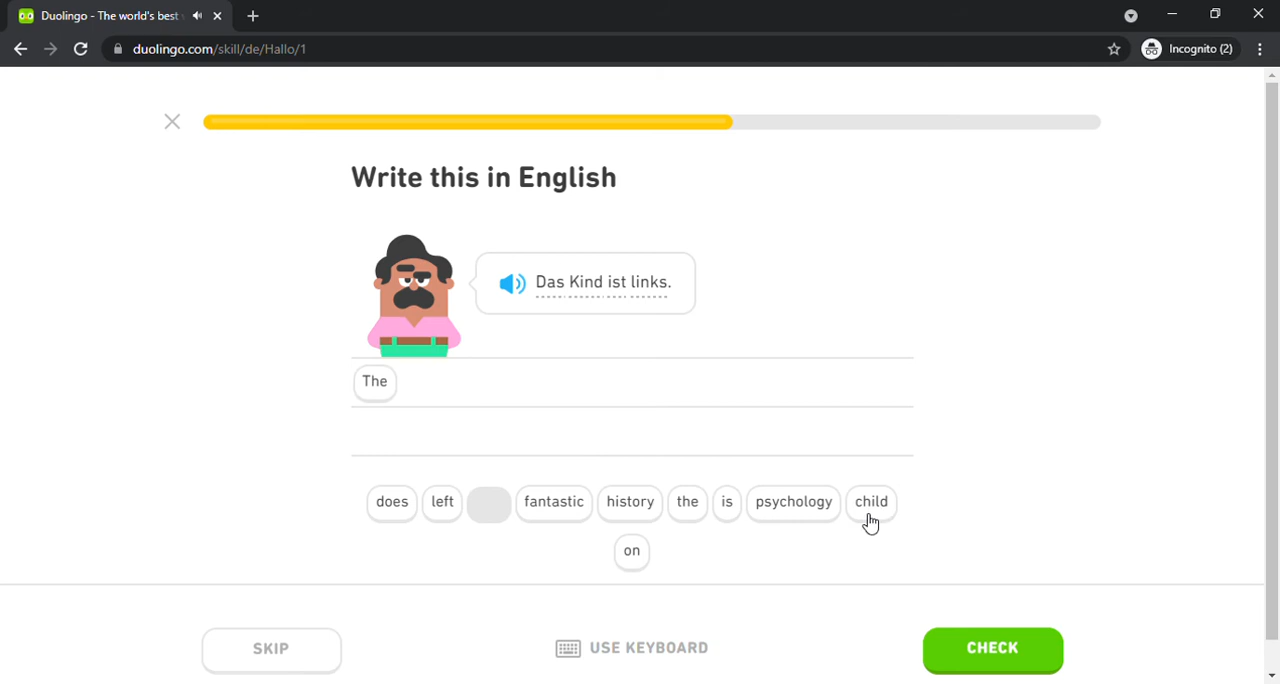 Duolingo - The world's best
duolingo.com/skill/de/Hallo/1
Incognito (2)
Write this in English
Das Kind ist links.
The
does left fantastic history the is psychology child
on
SKIP
USE KEYBOARD
CHECK